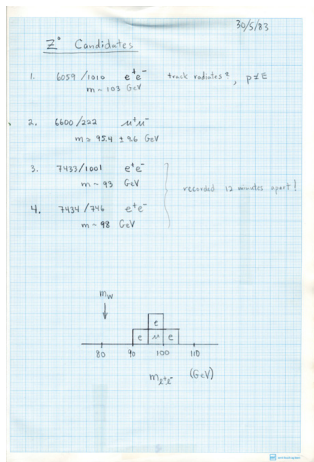 30/5/83
Z° Candidates
1. 6059 /1010 e⁺e⁻ track radiates?, p≠E
m ~ 103 GeV
2. 6600/222 μ⁺μ⁻
m = 95.4 ± 9.6 GeV
3. 7433/1001 e⁺e⁻
m ~ 93 GeV
recorded 12 minutes apart!
4. 7434/746 e⁺e⁻
m ~ 98 GeV
mW
e
e μ e
80 90 100 110
mℓ⁺ℓ⁻ (GeV)